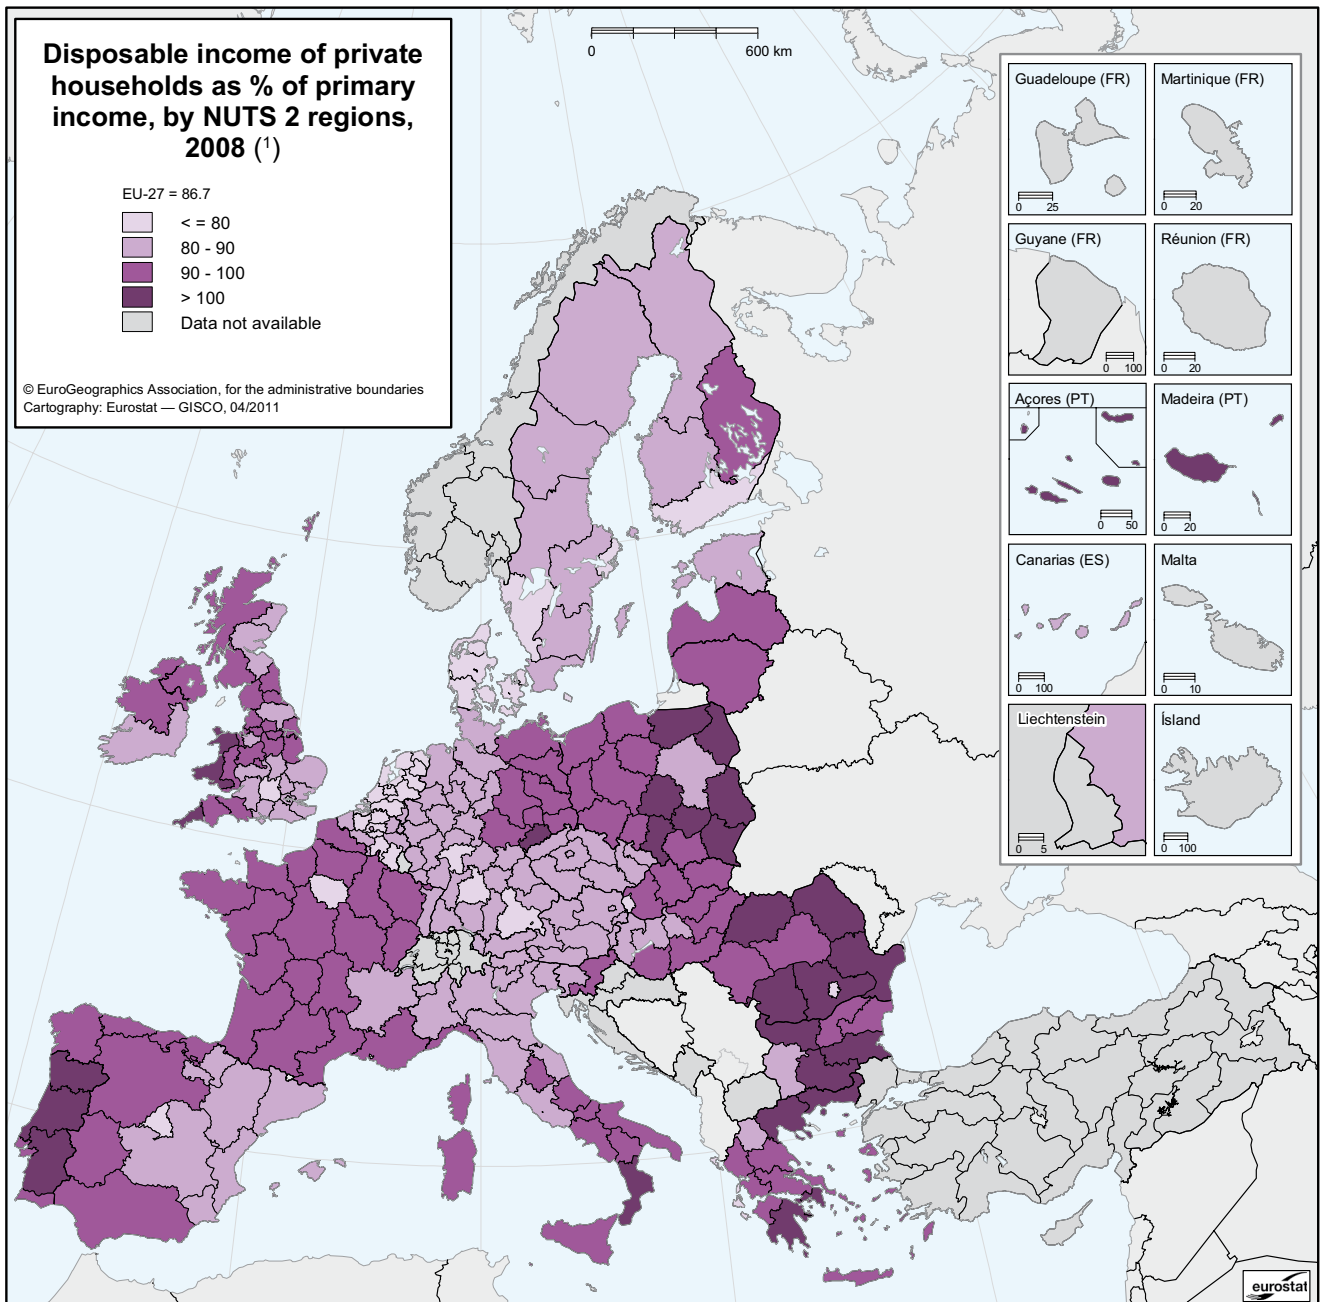 Disposable income of private
households as % of primary
income, by NUTS 2 regions,
2008 (¹)
EU-27 = 86.7
< = 80
80 - 90
90 - 100
> 100
Data not available
© EuroGeographics Association, for the administrative boundaries
Cartography: Eurostat — GISCO, 04/2011
0 600 km
Guadeloupe (FR)
0 25
Martinique (FR)
0 20
Guyane (FR)
0 100
Réunion (FR)
0 20
Açores (PT)
0 50
Madeira (PT)
0 20
Canarias (ES)
0 100
Malta
0 10
Liechtenstein
0 5
Ísland
0 100
eurostat